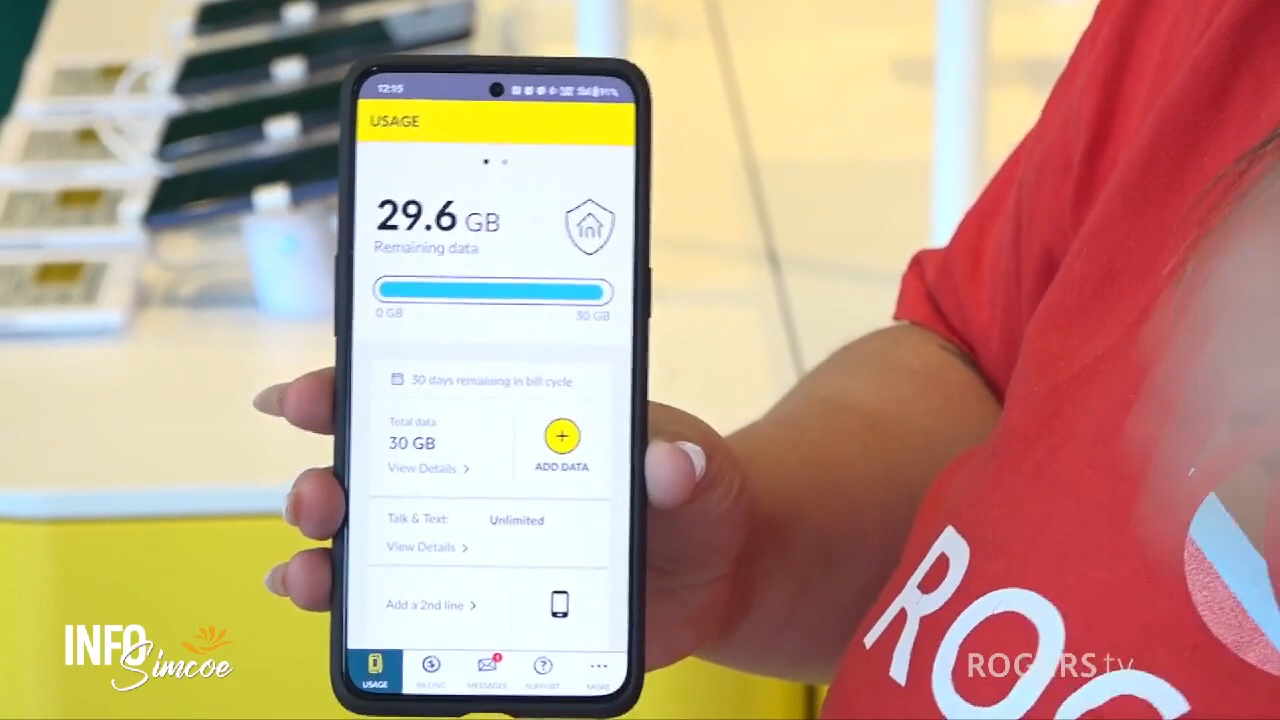 12:15
USAGE
29.6 GB
Remaining data
0 GB
30 GB
30 days remaining in bill cycle
Total data
30 GB
View Details >
ADD DATA
Talk & Text: Unlimited
View Details >
Add a 2nd line >
USAGE
BILLING
MESSAGES
SUPPORT
MORE
INFO
Simcoe
ROGERS tv
ROG